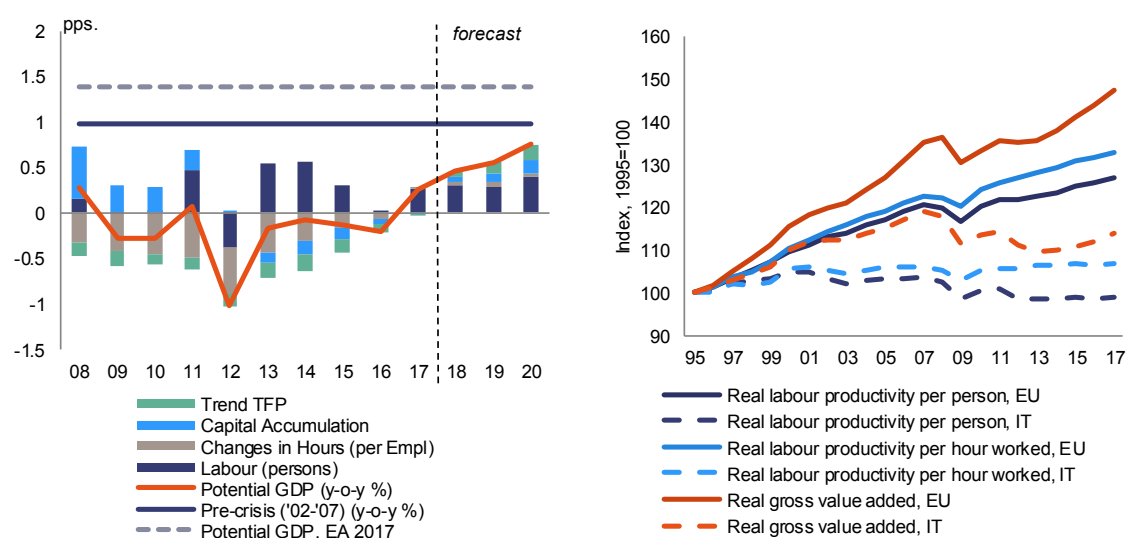 pps.
forecast
2
1.5
1
0.5
0
-0.5
-1
-1.5
08 09 10 11 12 13 14 15 16 17 18 19 20
Trend TFP
Capital Accumulation
Changes in Hours (per Empl)
Labour (persons)
Potential GDP (y-o-y %)
Pre-crisis ('02-'07) (y-o-y %)
Potential GDP, EA 2017
Index, 1995=100
160
150
140
130
120
110
100
90
95 97 99 01 03 05 07 09 11 13 15 17
Real labour productivity per person, EU
Real labour productivity per person, IT
Real labour productivity per hour worked, EU
Real labour productivity per hour worked, IT
Real gross value added, EU
Real gross value added, IT